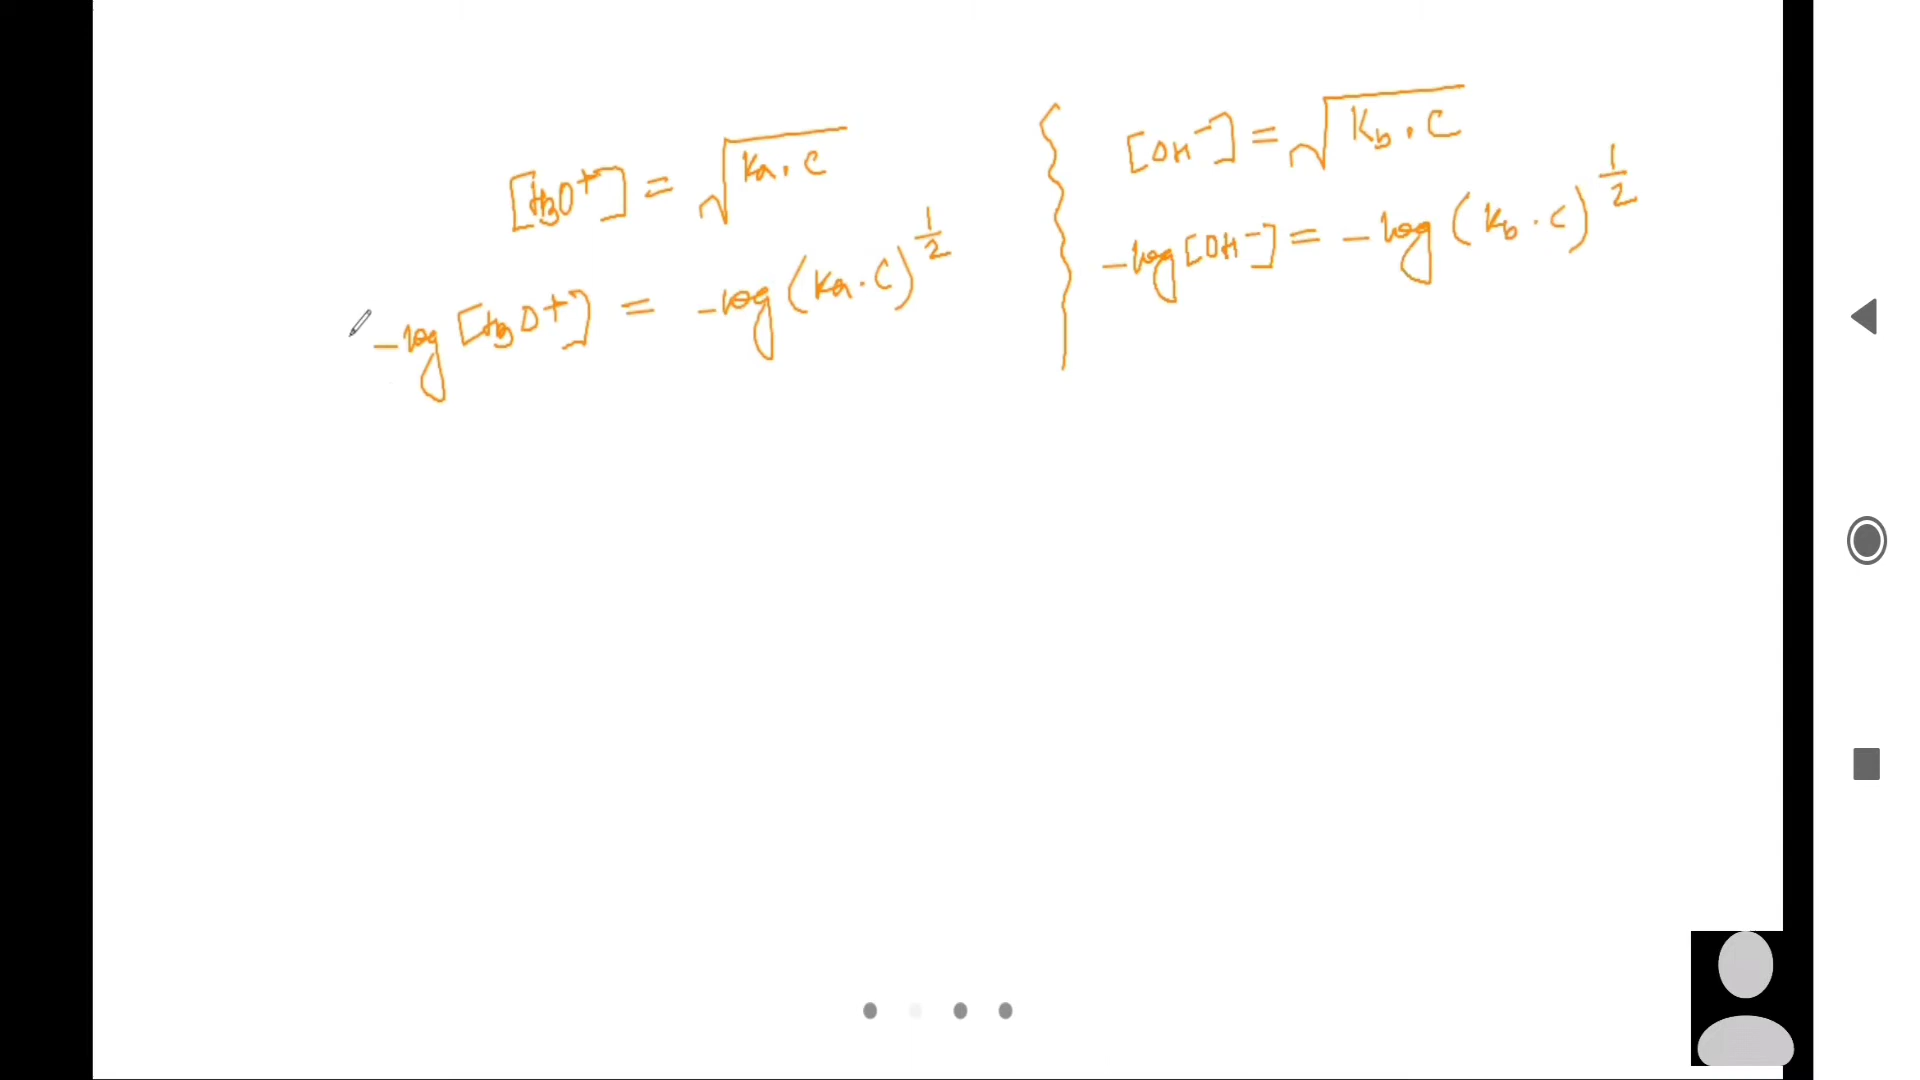 [H₃O⁺] = √Ka · C
-log [H₃O⁺] = -log (Ka · C)^½
[OH⁻] = √Kb · C
-log [OH⁻] = -log (Kb · C)^½